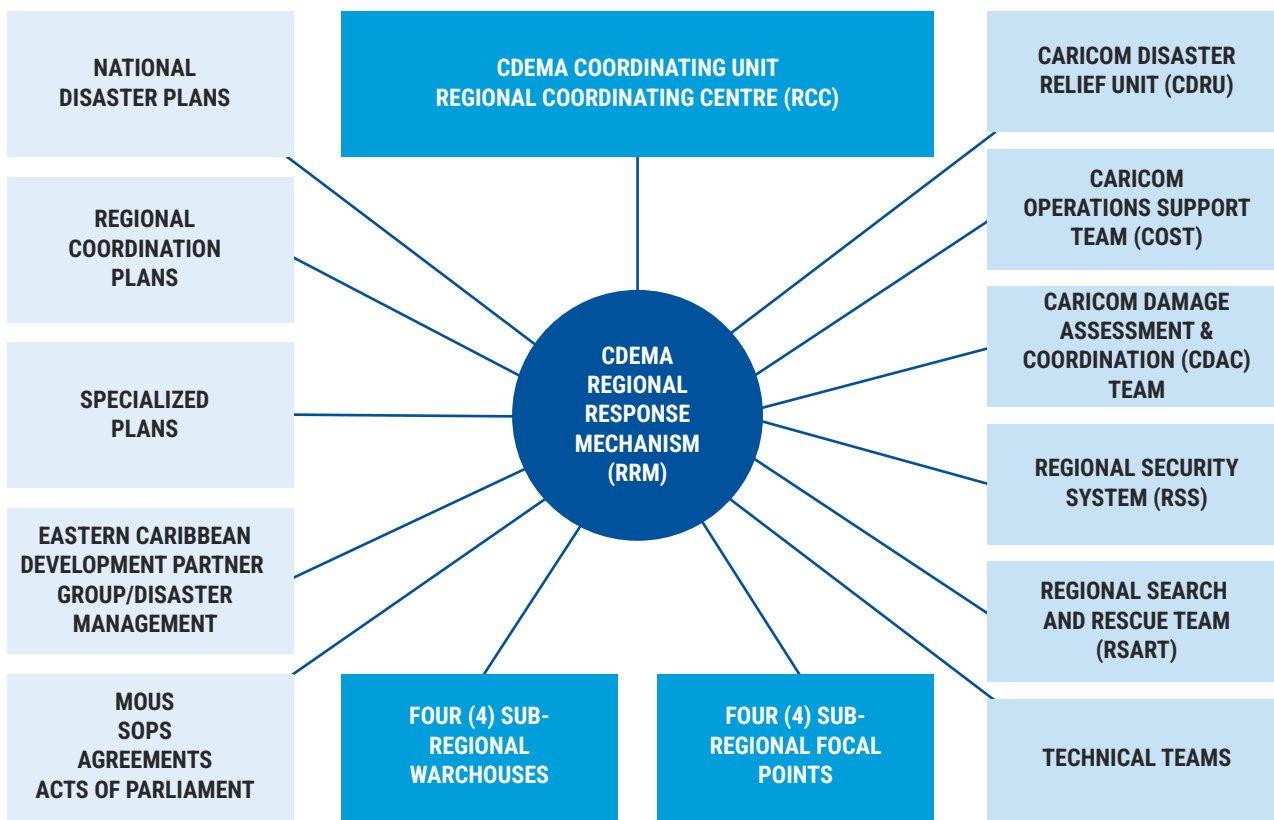 NATIONAL
DISASTER PLANS
REGIONAL
COORDINATION
PLANS
SPECIALIZED
PLANS
EASTERN CARIBBEAN
DEVELOPMENT PARTNER
GROUP/DISASTER
MANAGEMENT
MOUS
SOPS
AGREEMENTS
ACTS OF PARLIAMENT
CDEMA COORDINATING UNIT
REGIONAL COORDINATING CENTRE (RCC)
CDEMA
REGIONAL
RESPONSE
MECHANISM
(RRM)
FOUR (4) SUB-
REGIONAL
WARCHOUSES
FOUR (4) SUB-
REGIONAL FOCAL
POINTS
CARICOM DISASTER
RELIEF UNIT (CDRU)
CARICOM
OPERATIONS SUPPORT
TEAM (COST)
CARICOM DAMAGE
ASSESSMENT &
COORDINATION (CDAC)
TEAM
REGIONAL SECURITY
SYSTEM (RSS)
REGIONAL SEARCH
AND RESCUE TEAM
(RSART)
TECHNICAL TEAMS